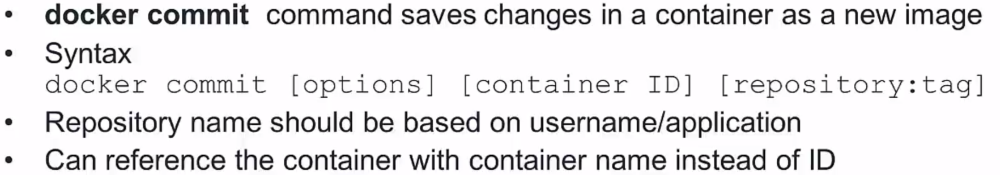 • docker commit command saves changes in a container as a new image
• Syntax
docker commit [options] [container ID] [repository:tag]
• Repository name should be based on username/application
• Can reference the container with container name instead of ID